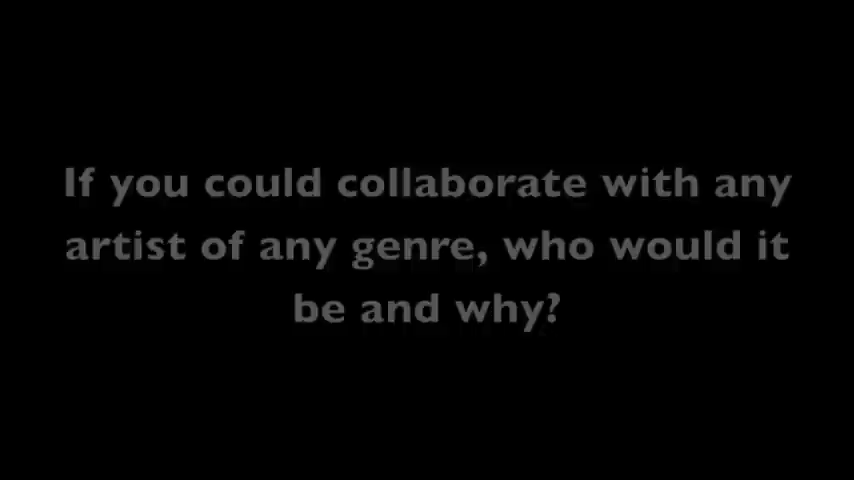 If you could collaborate with any
artist of any genre, who would it
be and why?